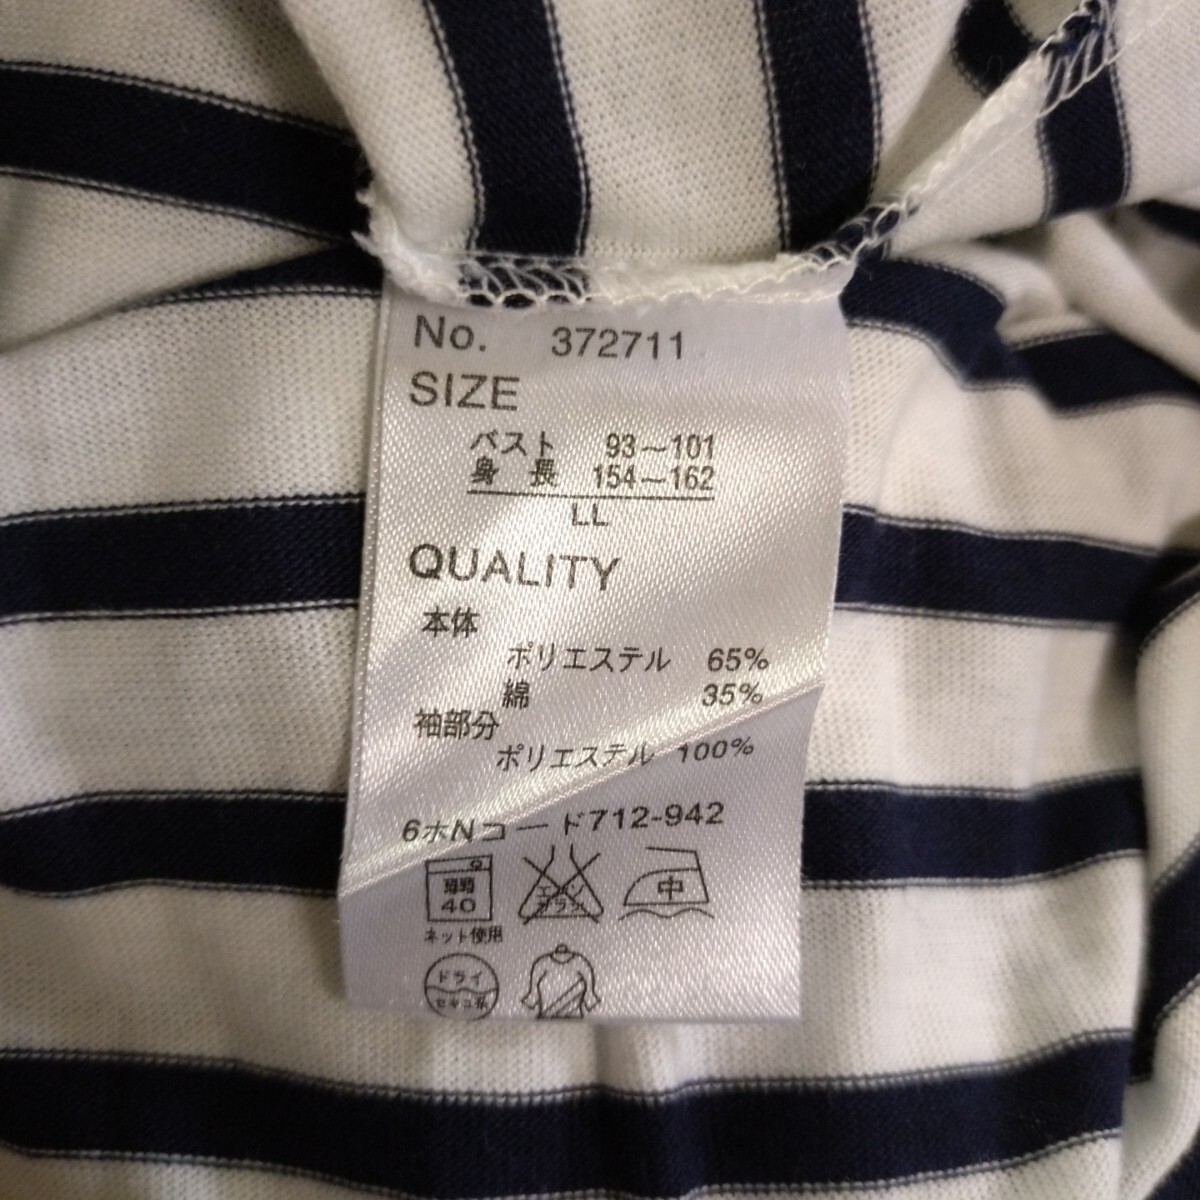 No. 372711
SIZE
バスト 93〜101
身長 154〜162
LL
QUALITY
本体
ポリエステル 65%
綿 35%
袖部分
ポリエステル 100%
6ホNコード712-942
弱 40
エンソ サラシ
中
ネット使用
ドライ
セキユ系